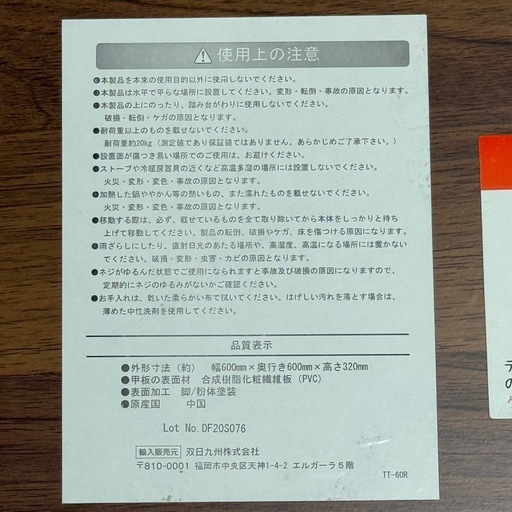 使用上の注意
●本製品を本来の使用目的以外に使用しないでください。
●本製品は水平で平らな場所に設置してください。変形・転倒・事故の原因となります。
●本製品の上にのったり、踏み台がわりに使用しないでください。
破損・転倒・ケガの原因となります。
●耐荷重以上のものを載せないでください。
耐荷重約20kg(測定値であり保証値ではありません。あらかじめご了承下さい。)
●設置面が傷つき易い場所でのご使用は、お避けください。
●ストーブや冷暖房器具の近くなど高温多湿の場所には設置しないでください。
火災・変形・変色・事故の原因となります。
●加熱した鍋ややかん等の熱いもの、また濡れたものを載せないでください。
火災・変形・変色・事故の原因となります。
●移動する際は、必ず、載せているものを全て取り除いてから本体をしっかりと持ち
上げて移動してください。製品の転倒、破損やケガ、床を傷つける原因になります。
●雨ざらしにしたり、直射日光のあたる場所や、高湿度、高温になる場所には置かない
でください。破損・変形・虫害・カビの原因となります。
●ネジがゆるんだ状態でご使用になられますと事故及び破損の原因になりますので、
定期的にネジのゆるみがないかご確認ください。
●お手入れは、乾いた柔らかい布で拭いてください。はげしい汚れを落とす場合は、
薄めた中性洗剤を使用してください。
品質表示
●外形寸法(約) 幅600mm×奥行き600mm×高さ320mm
●甲板の表面材 合成樹脂化粧繊維板(PVC)
●表面加工 脚/粉体塗装
●原産国 中国
Lot No.DF20S076
輸入販売元 双日九州株式会社
〒810-0001 福岡市中央区天神1-4-2 エルガーラ5階
TT-60R
テ
の